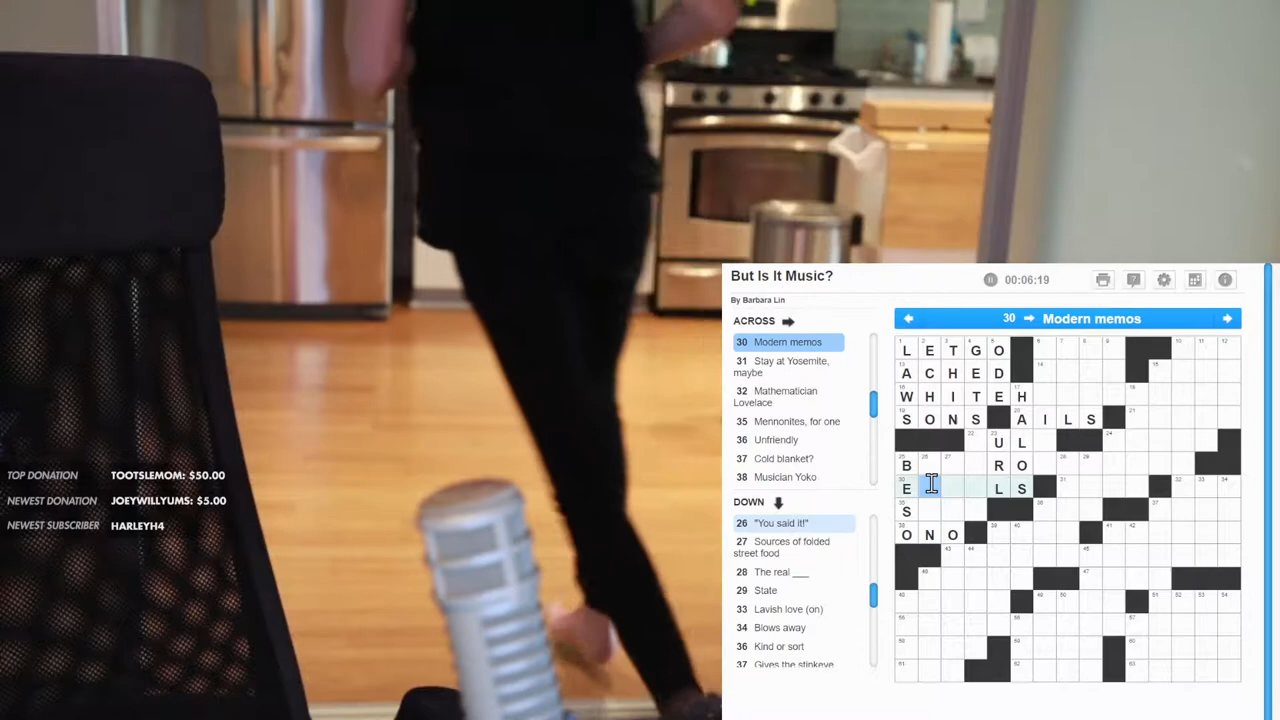 But Is It Music?
00:06:19
By Barbara Lin
ACROSS
30 Modern memos
31 Stay at Yosemite,
maybe
32 Mathematician
Lovelace
35 Mennonites, for one
36 Unfriendly
37 Cold blanket?
38 Musician Yoko
DOWN
26 "You said it!"
27 Sources of folded
street food
28 The real ___
29 State
33 Lavish love (on)
34 Blows away
36 Kind or sort
37 Gives the stinkeye
30 Modern memos
L E T G O
A C H E D
W H I T E H
S O N S A I L S
U L
B R O
E L S
S
O N O
TOP DONATION TOOTSLEMOM: $50.00
NEWEST DONATION JOEYWILLYUMS: $5.00
NEWEST SUBSCRIBER HARLEYH4